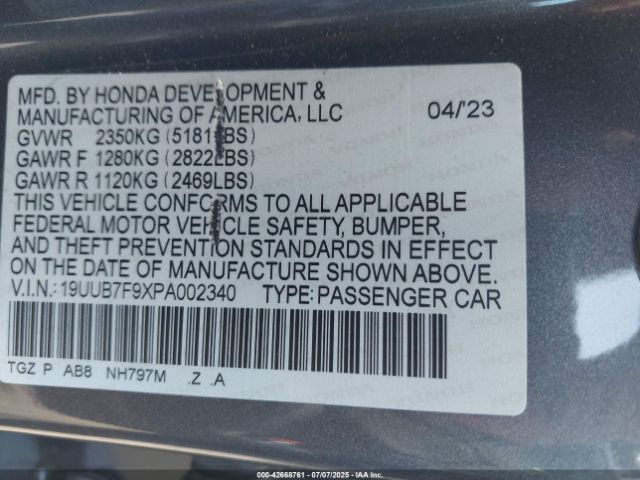 MFD. BY HONDA DEVELOPMENT &
MANUFACTURING OF AMERICA, LLC 04/'23
GVWR 2350KG (5181LBS)
GAWR F 1280KG (2822LBS)
GAWR R 1120KG (2469LBS)
THIS VEHICLE CONFORMS TO ALL APPLICABLE
FEDERAL MOTOR VEHICLE SAFETY, BUMPER,
AND THEFT PREVENTION STANDARDS IN EFFECT
ON THE DATE OF MANUFACTURE SHOWN ABOVE.
V.I.N.: 19UUB7F9XPA002340 TYPE: PASSENGER CAR
TGZ P AB8 NH797M .Z .A
000-42668761 07/07/2025 IAA Inc.